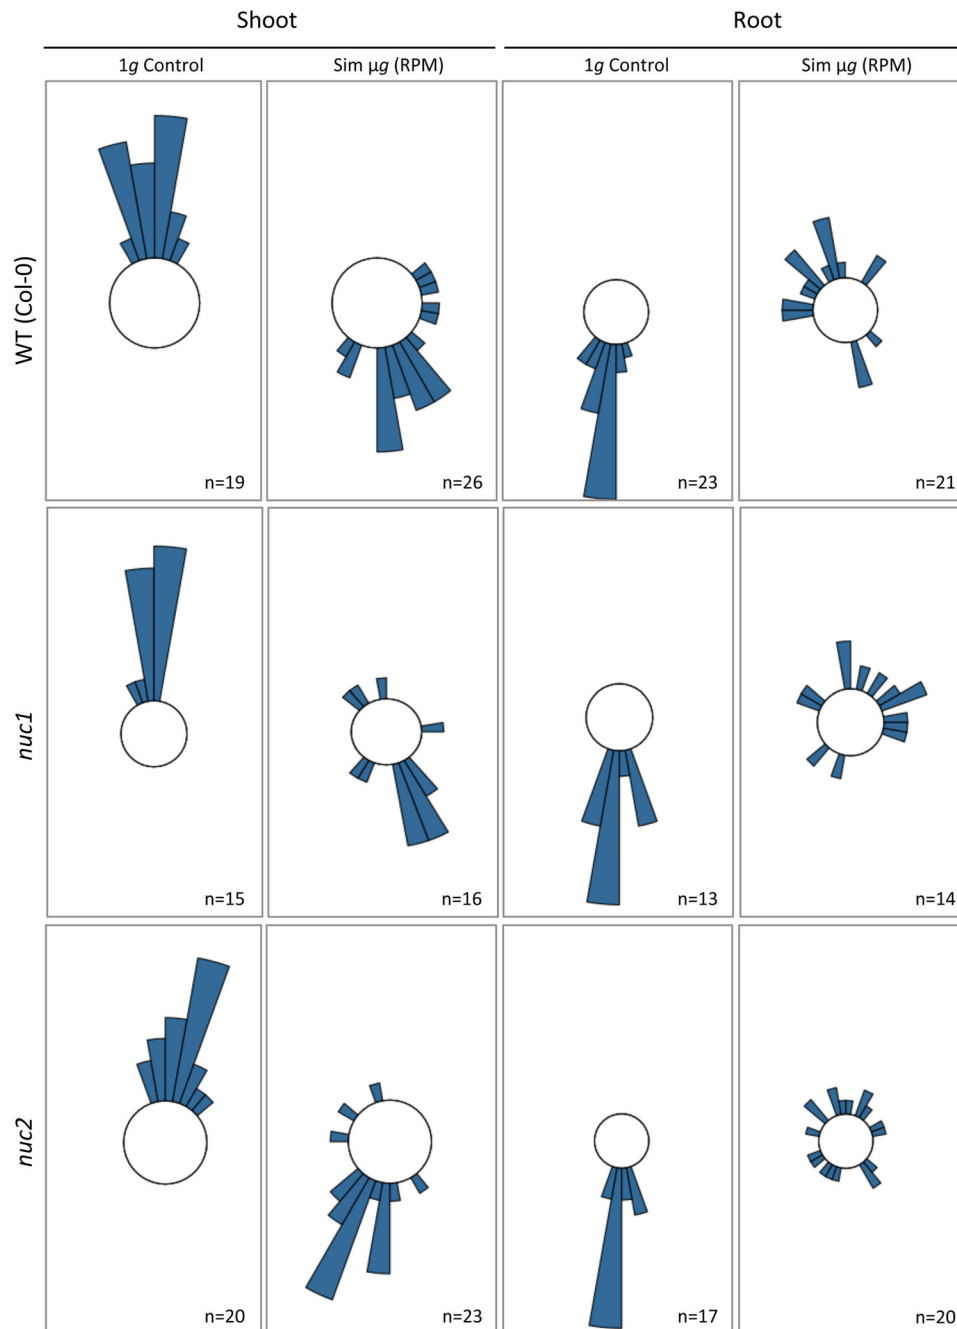 Shoot Root
1g Control Sim µg (RPM) 1g Control Sim µg (RPM)
WT (Col-0)
n=19 n=26 n=23 n=21
nuc1
n=15 n=16 n=13 n=14
nuc2
n=20 n=23 n=17 n=20